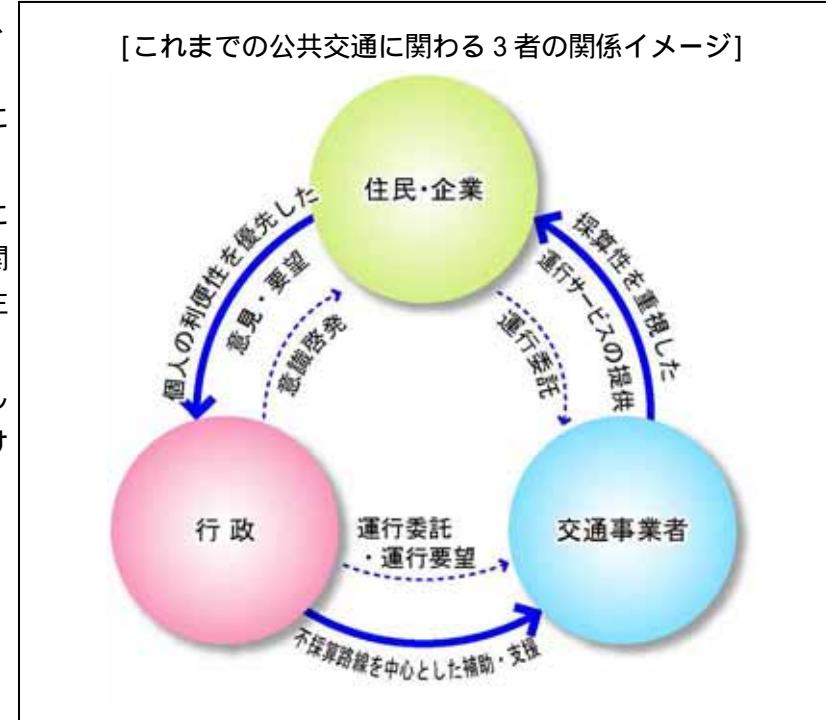 [これまでの公共交通に関わる3者の関係イメージ]
住民・企業
個人の利便性を優先した
意見・要望
意識啓発
採算性を重視した
運行サービスの提供
運行委託
行政
運行委託
・運行要望
交通事業者
不採算路線を中心とした補助・支援